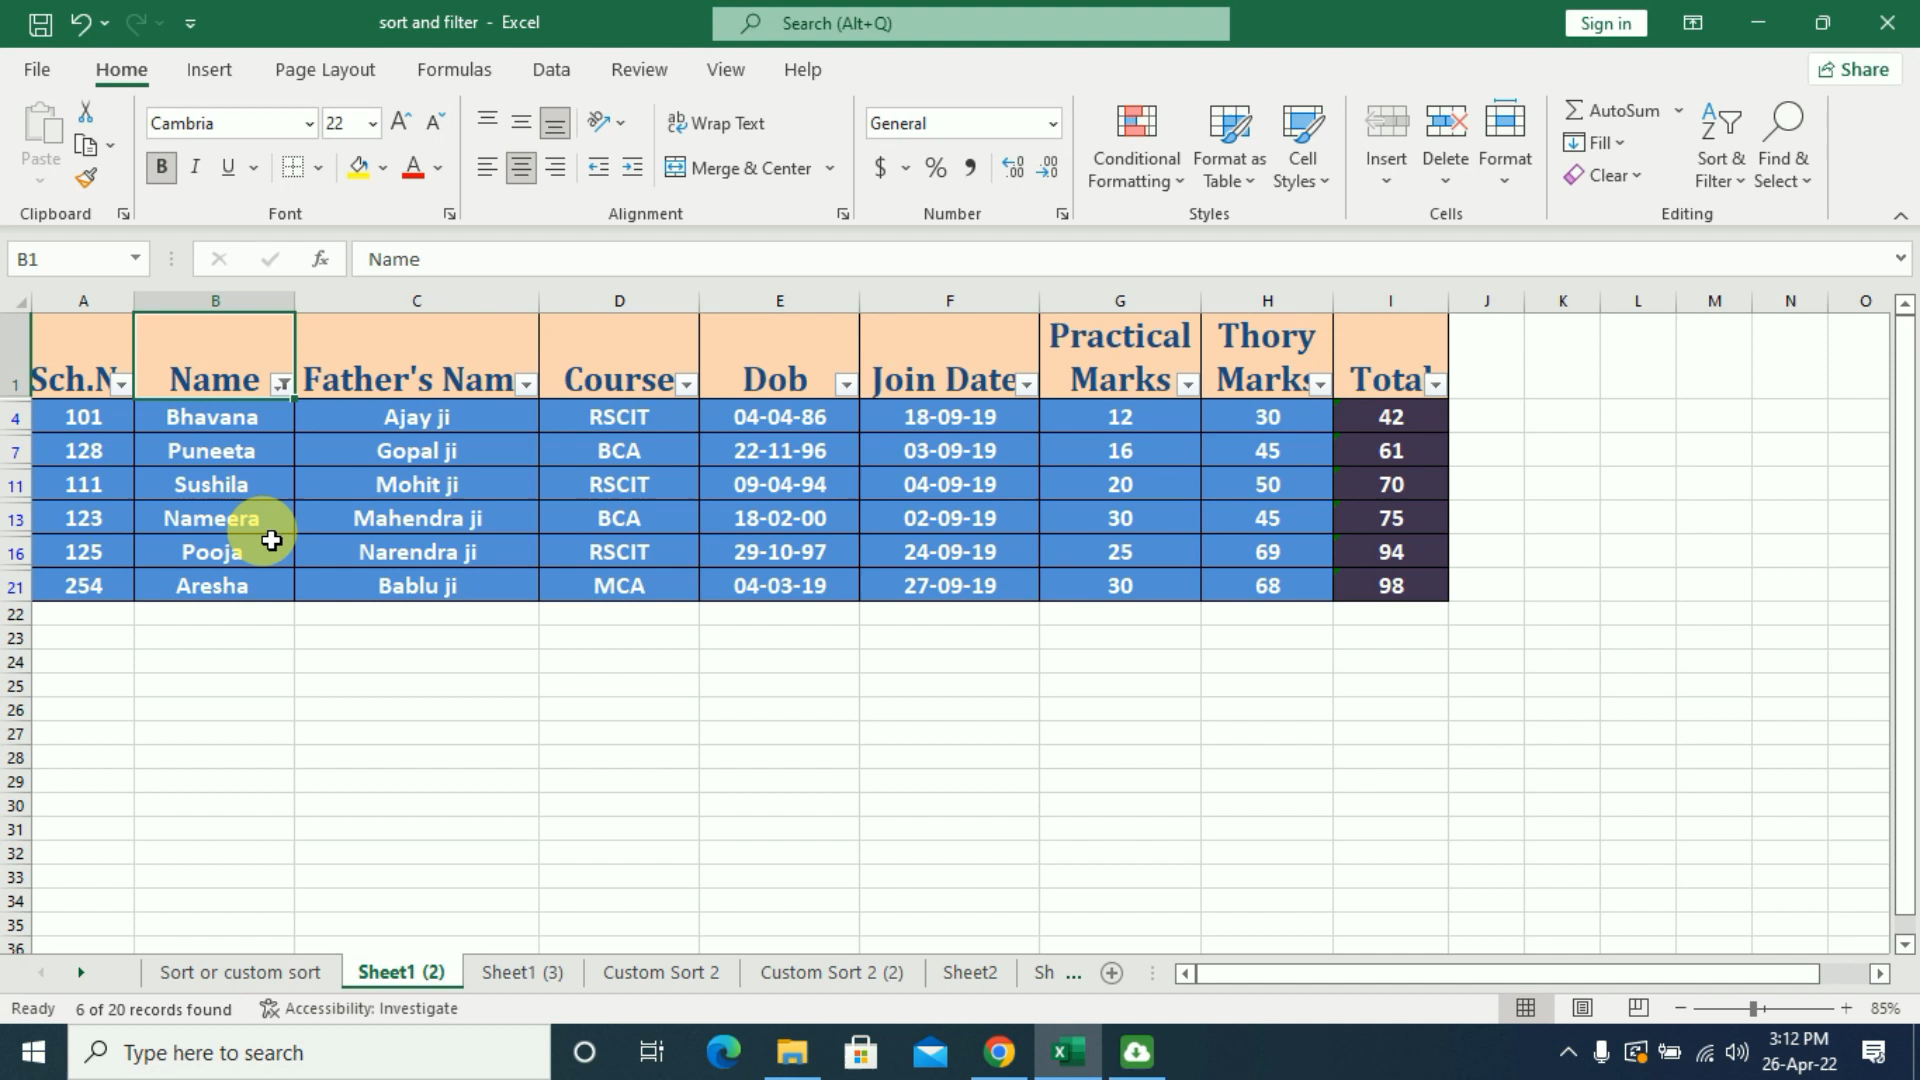 sort and filter - Excel
Search (Alt+Q)
Sign in
File Home Insert Page Layout Formulas Data Review View Help
Share
Paste
Clipboard
Cambria 22
B I U
Font
Wrap Text
Merge & Center
Alignment
General
$ %
Number
Conditional Formatting
Format as Table
Cell Styles
Styles
Insert Delete Format
Cells
AutoSum
Fill
Clear
Sort & Filter
Find & Select
Editing
B1 fx Name
A B C D E F G H I J K L M N O
1 Sch.N Name Father's Nam Course Dob Join Date Practical Marks Thory Marks Total
4 101 Bhavana Ajay ji RSCIT 04-04-86 18-09-19 12 30 42
7 128 Puneeta Gopal ji BCA 22-11-96 03-09-19 16 45 61
11 111 Sushila Mohit ji RSCIT 09-04-94 04-09-19 20 50 70
13 123 Nameera Mahendra ji BCA 18-02-00 02-09-19 30 45 75
16 125 Pooja Narendra ji RSCIT 29-10-97 24-09-19 25 69 94
21 254 Aresha Bablu ji MCA 04-03-19 27-09-19 30 68 98
22
23
24
25
26
27
28
29
30
31
32
33
34
35
36
Sort or custom sort Sheet1 (2) Sheet1 (3) Custom Sort 2 Custom Sort 2 (2) Sheet2 Sh ...
Ready 6 of 20 records found Accessibility: Investigate 85%
Type here to search
3:12 PM
26-Apr-22